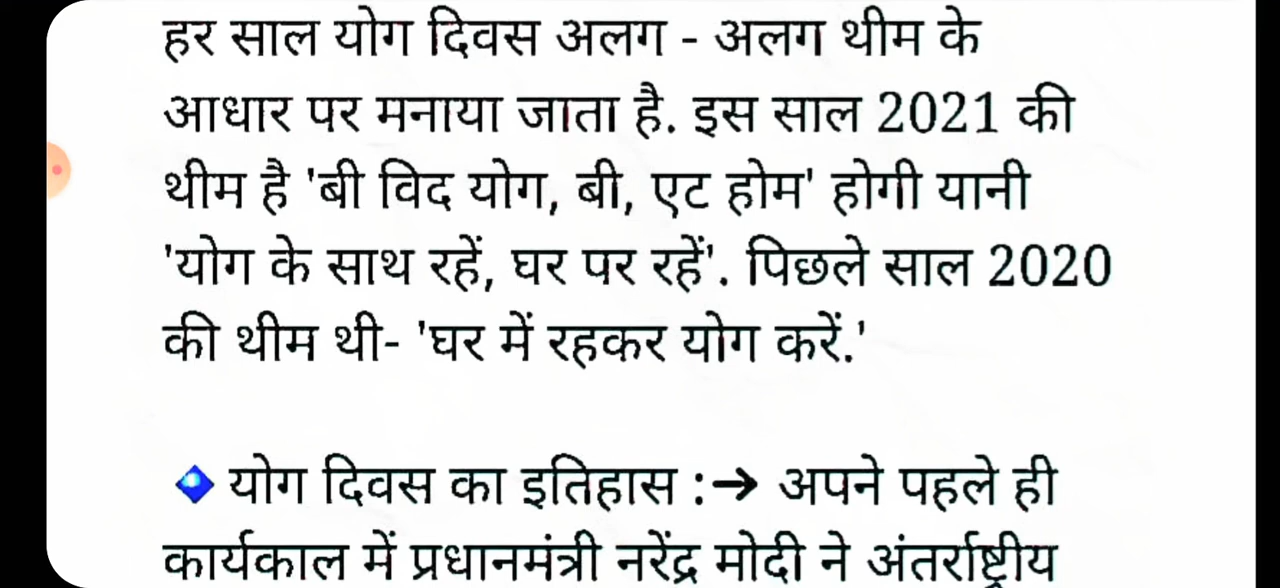 हर साल योग दिवस अलग - अलग थीम के
आधार पर मनाया जाता है. इस साल 2021 की
थीम है 'बी विद योग, बी, एट होम' होगी यानी
'योग के साथ रहें, घर पर रहें'. पिछले साल 2020
की थीम थी- 'घर में रहकर योग करें.'
🔹 योग दिवस का इतिहास :→ अपने पहले ही
कार्यकाल में प्रधानमंत्री नरेंद्र मोदी ने अंतर्राष्ट्रीय